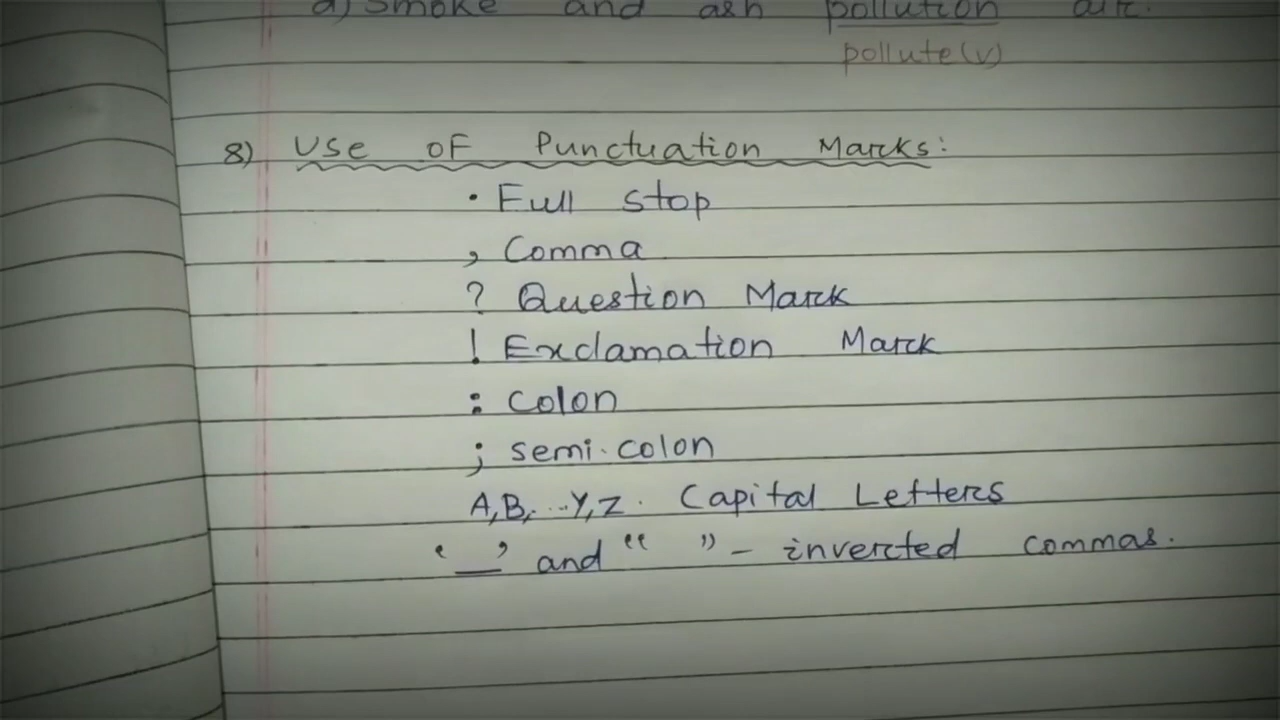 a) Smoke and ash pollution air.
pollute(v)
8) Use of Punctuation Marks:
. Full stop
, Comma
? Question Mark
! Exclamation Mark
: Colon
; semi-colon
A,B,...Y,Z. Capital Letters
‘_’ and “ ” - inverted commas.